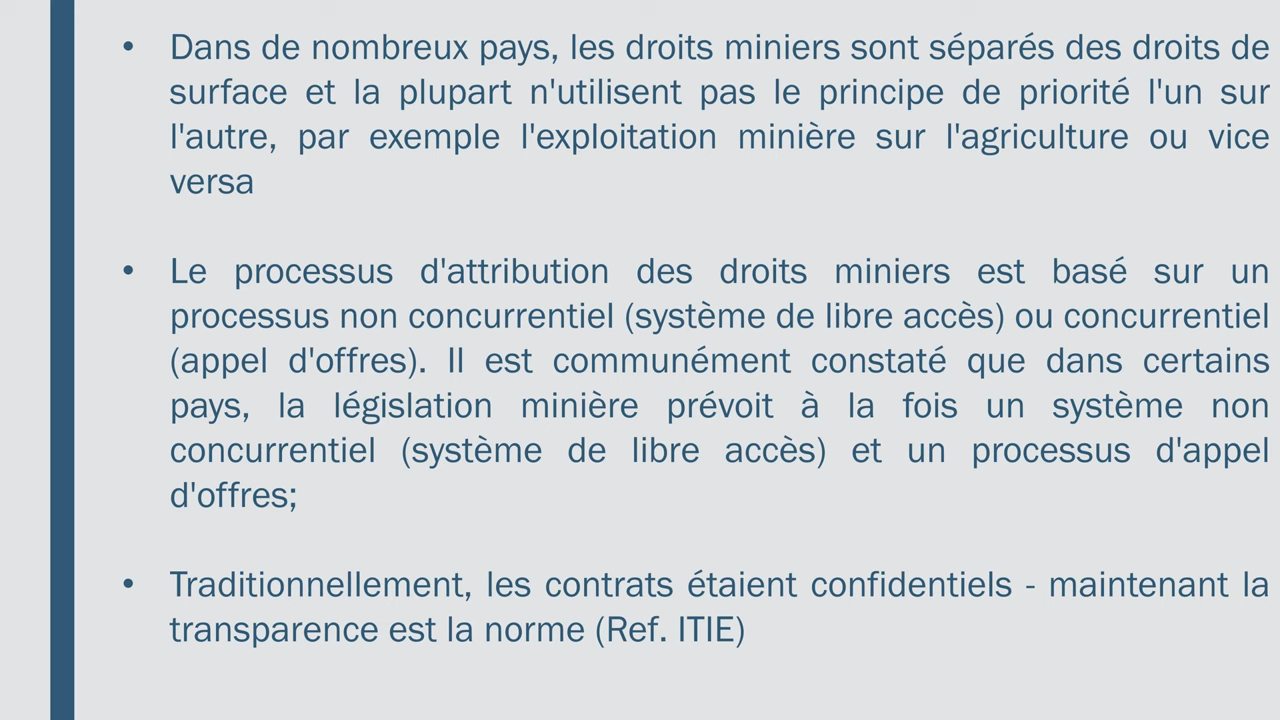 • Dans de nombreux pays, les droits miniers sont séparés des droits de
surface et la plupart n'utilisent pas le principe de priorité l'un sur
l'autre, par exemple l'exploitation minière sur l'agriculture ou vice
versa
• Le processus d'attribution des droits miniers est basé sur un
processus non concurrentiel (système de libre accès) ou concurrentiel
(appel d'offres). Il est communément constaté que dans certains
pays, la législation minière prévoit à la fois un système non
concurrentiel (système de libre accès) et un processus d'appel
d'offres;
• Traditionnellement, les contrats étaient confidentiels - maintenant la
transparence est la norme (Ref. ITIE)